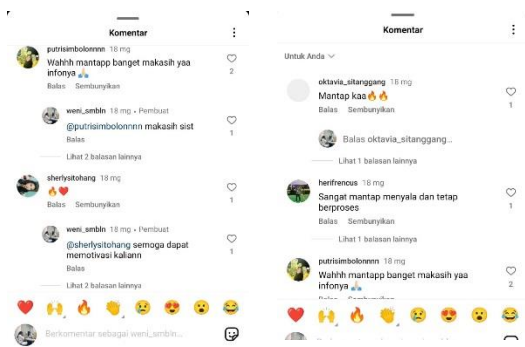 Komentar
putrisimbolonnnn 18 mg
Wahhh mantapp banget makasih yaa
infonya 🙏
2
Balas Sembunyikan
weni_smbln 18 mg • Pembuat
@putrisimbolonnnn makasih sist
1
Balas
Lihat 2 balasan lainnya
sherlysitohang 18 mg
🔥❤️
1
Balas Sembunyikan
weni_smbln 18 mg • Pembuat
@sherlysitohang semoga dapat
memotivasi kaliann
1
Balas
Lihat 2 balasan lainnya
❤️ 🙌 🔥 👏 😢 😍 😮 😂
Berkomentar sebagai weni_smbln...
Komentar
Untuk Anda
oktavia_sitanggang 18 mg
Mantap kaa🔥🔥
1
Balas Sembunyikan
Balas oktavia_sitanggang...
Lihat 1 balasan lainnya
herifrencus 18 mg
Sangat mantap menyala dan tetap
berproses
1
Balas Sembunyikan
Lihat 1 balasan lainnya
putrisimbolonnnn 18 mg
Wahhh mantapp banget makasih yaa
infonya 🙏
2
Balas Sembunyikan
❤️ 🙌 🔥 👏 😢 😍 😮 😂